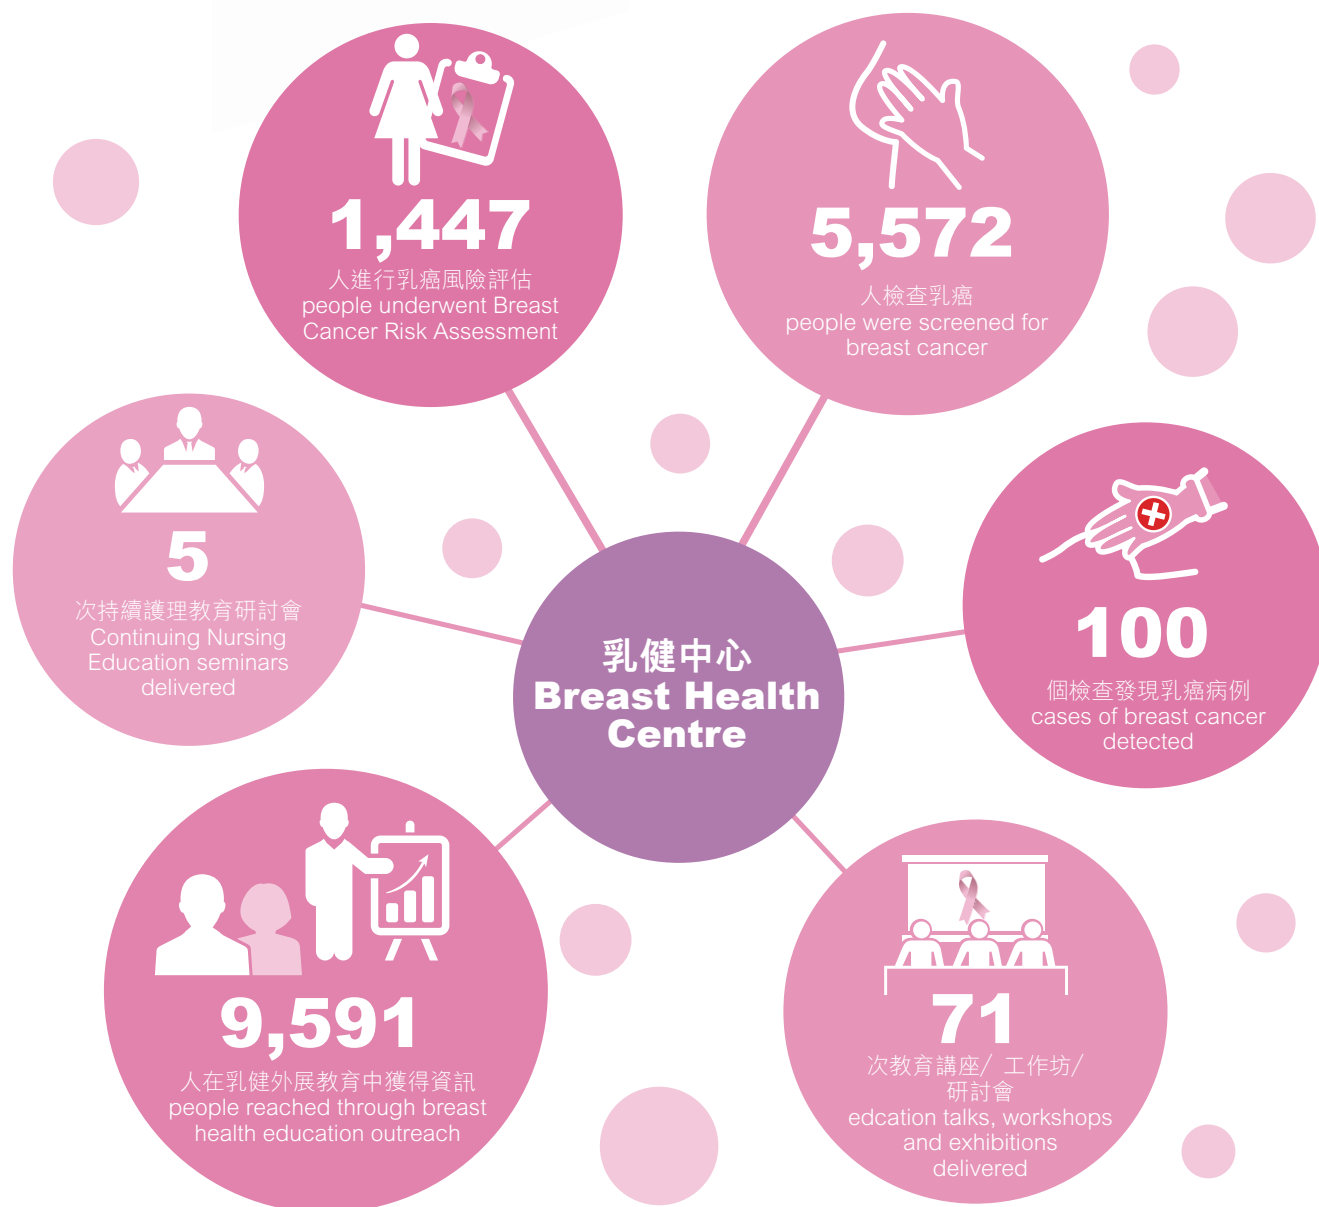 1,447
人進行乳癌風險評估
people underwent Breast
Cancer Risk Assessment
5,572
人檢查乳癌
people were screened for
breast cancer
5
次持續護理教育研討會
Continuing Nursing
Education seminars
delivered
乳健中心
Breast Health
Centre
100
個檢查發現乳癌病例
cases of breast cancer
detected
9,591
人在乳健外展教育中獲得資訊
people reached through breast
health education outreach
71
次教育講座/ 工作坊/
研討會
edcation talks, workshops
and exhibitions
delivered